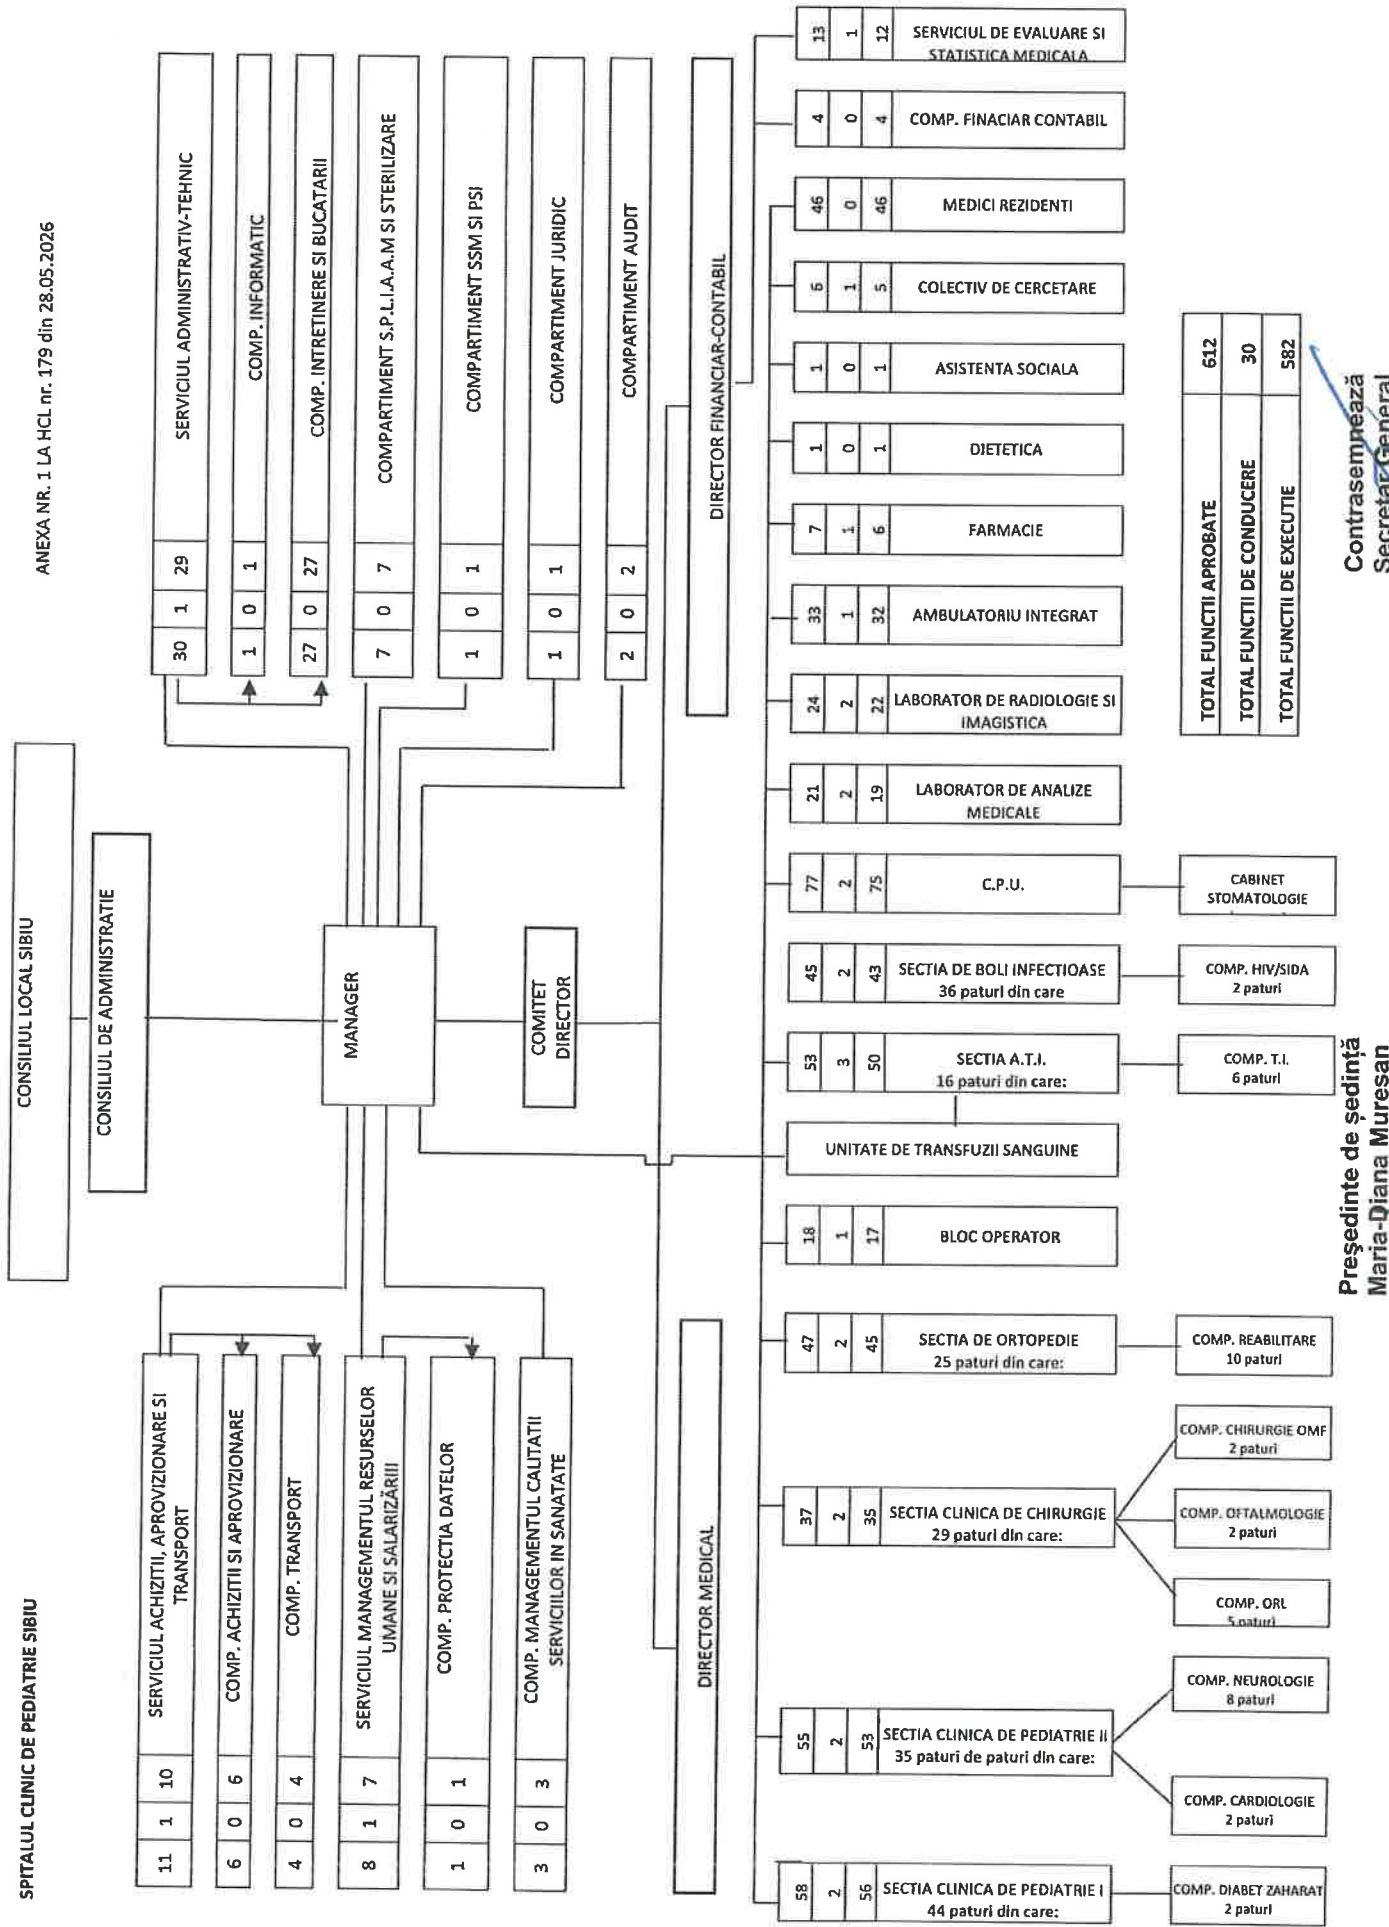 SPITALUL CLINIC DE PEDIATRIE SIBIU
ANEXA NR. 1 LA HCL nr. 179 din 28.05.2026
CONSILIUL LOCAL SIBIU
CONSILIUL DE ADMINISTRATIE
MANAGER
COMITET
DIRECTOR
11 1 10 SERVICIUL ACHIZITII, APROVIZIONARE SI
TRANSPORT
6 0 6 COMP. ACHIZITII SI APROVIZIONARE
4 0 4 COMP. TRANSPORT
8 1 7 SERVICIUL MANAGEMENTUL RESURSELOR
UMANE SI SALARIZĂRIII
1 0 1 COMP. PROTECTIA DATELOR
3 0 3 COMP. MANAGEMENTUL CALITATII
SERVICIILOR IN SANATATE
30 1 29 SERVICIUL ADMINISTRATIV-TEHNIC
1 0 1 COMP. INFORMATIC
27 0 27 COMP. INTRETINERE SI BUCATARII
7 0 7 COMPARTIMENT S.P.L.I.A.A.M SI STERILIZARE
1 0 1 COMPARTIMENT SSM SI PSI
1 0 1 COMPARTIMENT JURIDIC
2 0 2 COMPARTIMENT AUDIT
DIRECTOR MEDICAL
DIRECTOR FINANCIAR-CONTABIL
58 2 56 SECTIA CLINICA DE PEDIATRIE I
44 paturi din care:
55 2 53 SECTIA CLINICA DE PEDIATRIE II
35 paturi de paturi din care:
37 2 35 SECTIA CLINICA DE CHIRURGIE
29 paturi din care:
47 2 45 SECTIA DE ORTOPEDIE
25 paturi din care:
18 1 17 BLOC OPERATOR
UNITATE DE TRANSFUZII SANGUINE
53 3 50 SECTIA A.T.I.
16 paturi din care:
45 2 43 SECTIA DE BOLI INFECTIOASE
36 paturi din care
77 2 75 C.P.U.
21 2 19 LABORATOR DE ANALIZE
MEDICALE
24 2 22 LABORATOR DE RADIOLOGIE SI
IMAGISTICA
33 1 32 AMBULATORIU INTEGRAT
7 1 6 FARMACIE
1 0 1 DIETETICA
1 0 1 ASISTENTA SOCIALA
6 1 5 COLECTIV DE CERCETARE
46 0 46 MEDICI REZIDENTI
4 0 4 COMP. FINACIAR CONTABIL
13 1 12 SERVICIUL DE EVALUARE SI
STATISTICA MEDICALA
COMP. DIABET ZAHARAT
2 paturi
COMP. CARDIOLOGIE
2 paturi
COMP. NEUROLOGIE
8 paturi
COMP. ORL
5 paturi
COMP. OFTALMOLOGIE
2 paturi
COMP. CHIRURGIE OMF
2 paturi
COMP. REABILITARE
10 paturi
COMP. T.I.
6 paturi
COMP. HIV/SIDA
2 paturi
CABINET
STOMATOLOGIE
TOTAL FUNCTII APROBATE 612
TOTAL FUNCTII DE CONDUCERE 30
TOTAL FUNCTII DE EXECUTIE 582
Preşedinte de ședință
Maria-Diana Mureșan
Contrasemnează
Secretar General